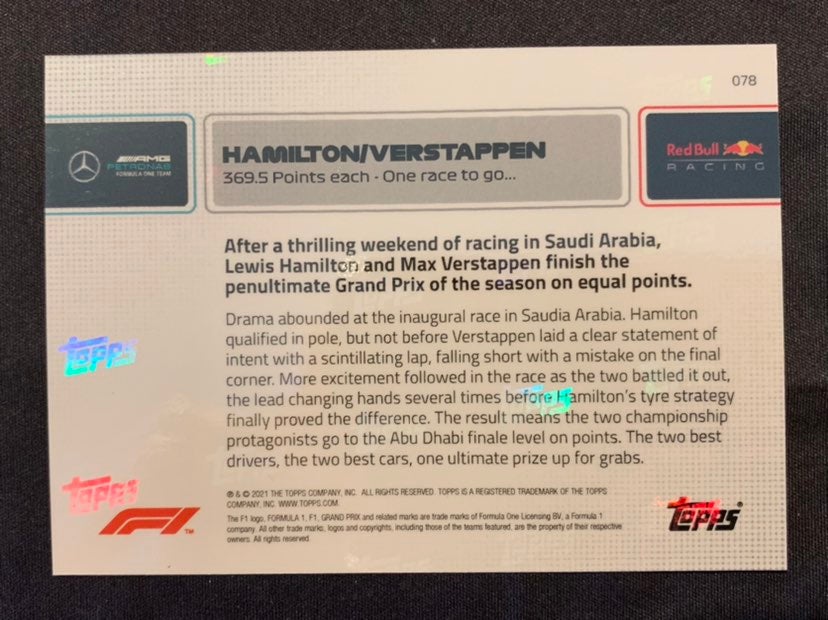 078
AMG
PETRONAS
FORMULA ONE TEAM
HAMILTON/VERSTAPPEN
369.5 Points each - One race to go...
Red Bull
RACING
After a thrilling weekend of racing in Saudi Arabia,
Lewis Hamilton and Max Verstappen finish the
penultimate Grand Prix of the season on equal points.
Drama abounded at the inaugural race in Saudia Arabia. Hamilton
qualified in pole, but not before Verstappen laid a clear statement of
intent with a scintillating lap, falling short with a mistake on the final
corner. More excitement followed in the race as the two battled it out,
the lead changing hands several times before Hamilton's tyre strategy
finally proved the difference. The result means the two championship
protagonists go to the Abu Dhabi finale level on points. The two best
drivers, the two best cars, one ultimate prize up for grabs.
Topps
Topps
Topps
℗ & © 2021 THE TOPPS COMPANY, INC. ALL RIGHTS RESERVED. TOPPS IS A REGISTERED TRADEMARK OF THE TOPPS
COMPANY, INC. WWW.TOPPS.COM.
The F1 logo, FORMULA 1, F1, GRAND PRIX and related marks are trade marks of Formula One Licensing BV, a Formula 1
company. All other trade marks, logos and copyrights, including those of the teams featured, are the property of their respective
owners. All rights reserved.
F1™
Topps®